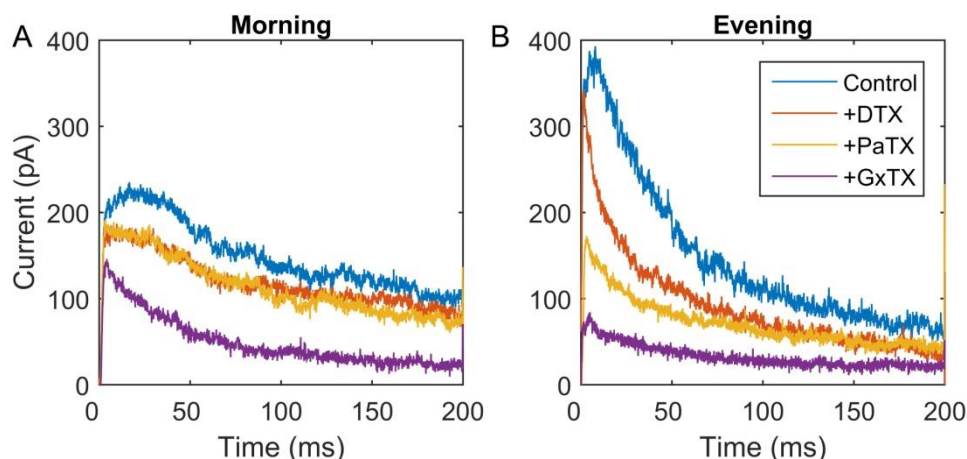 A
Morning
B
Evening
400
300
200
100
0
Current (pA)
0
50
100
150
200
Time (ms)
400
300
200
100
0
0
50
100
150
200
Time (ms)
Control
+DTX
+PaTX
+GxTX